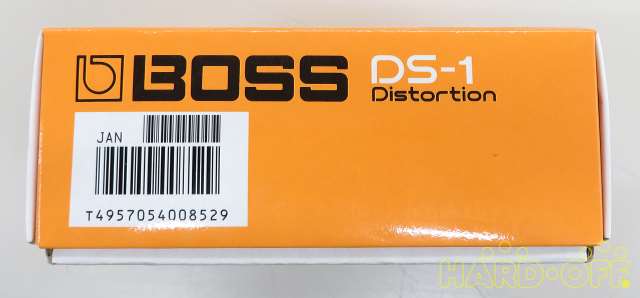 BOSS DS-1
Distortion
JAN
T4957054008529
HARD-OFF